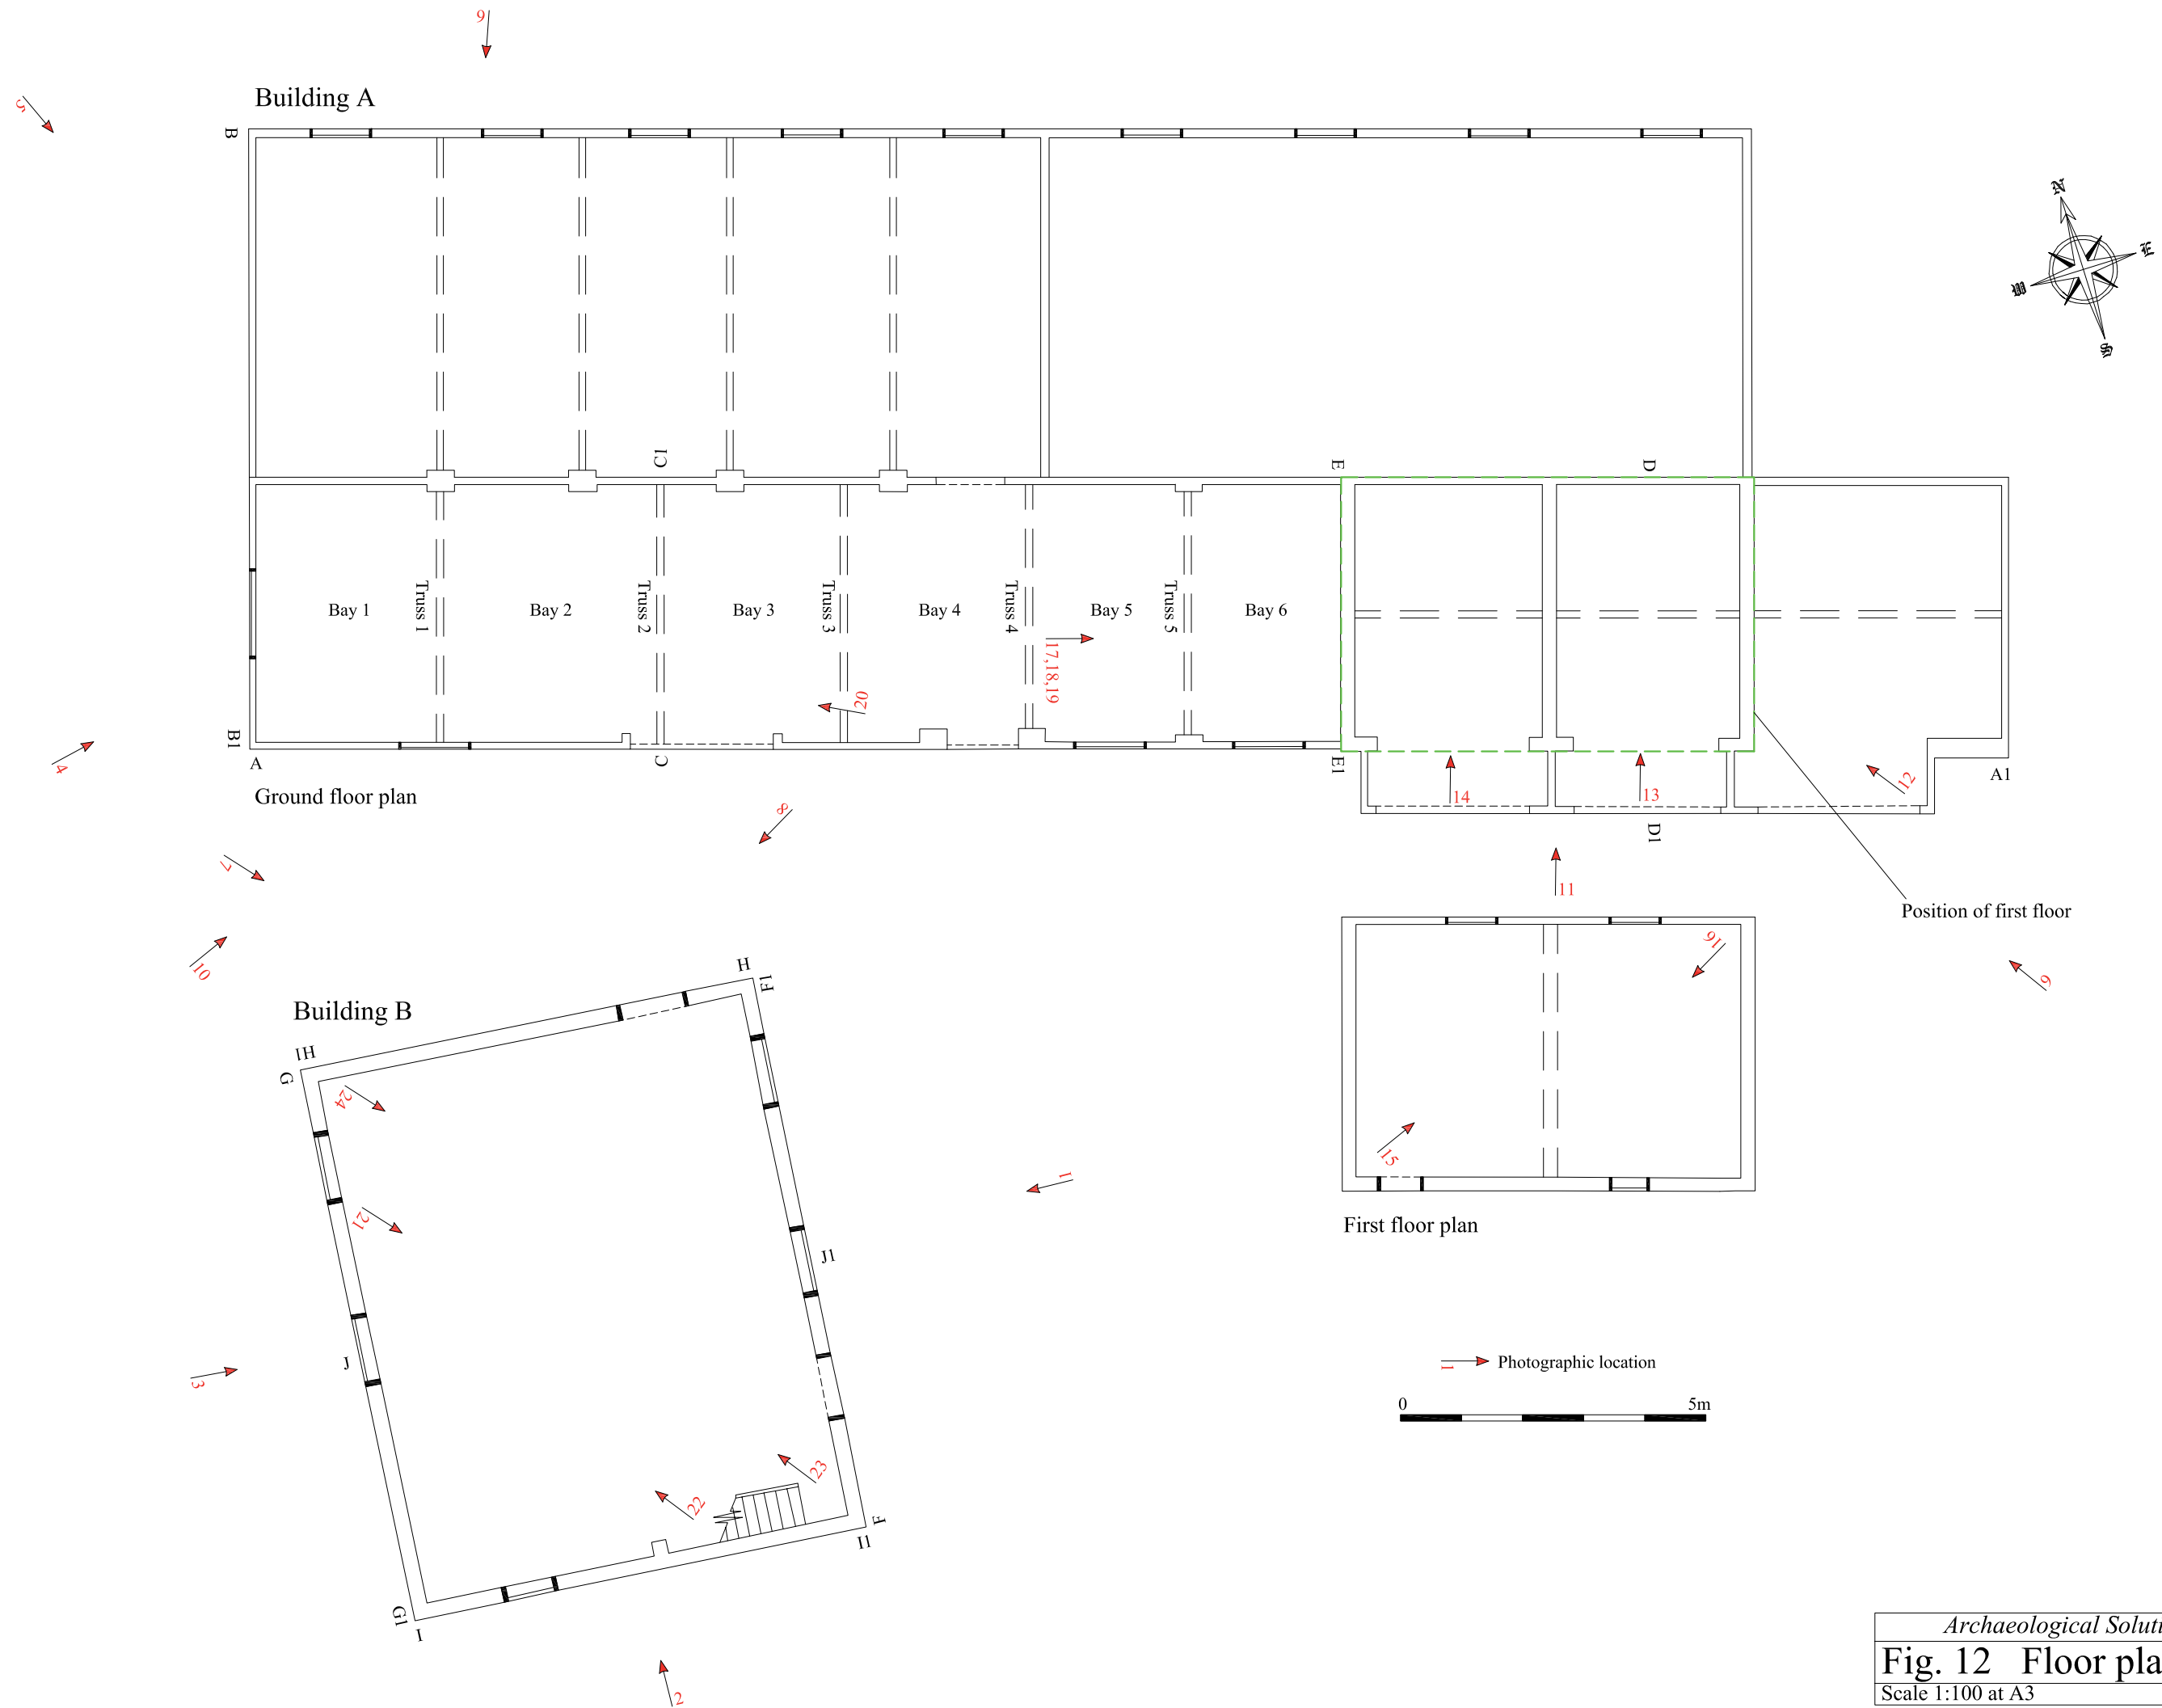 9
5
Building A
B
N
E
W
S
C1
E
D
Bay 1
Truss 1
Bay 2
Truss 2
Bay 3
Truss 3
Bay 4
Truss 4
Bay 5
Truss 5
Bay 6
17,18,19
20
B1
A
C
E1
A1
4
Ground floor plan
8
14
13
12
D1
7
11
Position of first floor
10
H
F1
16
6
Building B
H1
G
24
15
1
21
First floor plan
J1
J
3
1
Photographic location
0
5m
23
22
F
I1
G1
I
2
Archaeological Soluti
Fig. 12 Floor pla
Scale 1:100 at A3